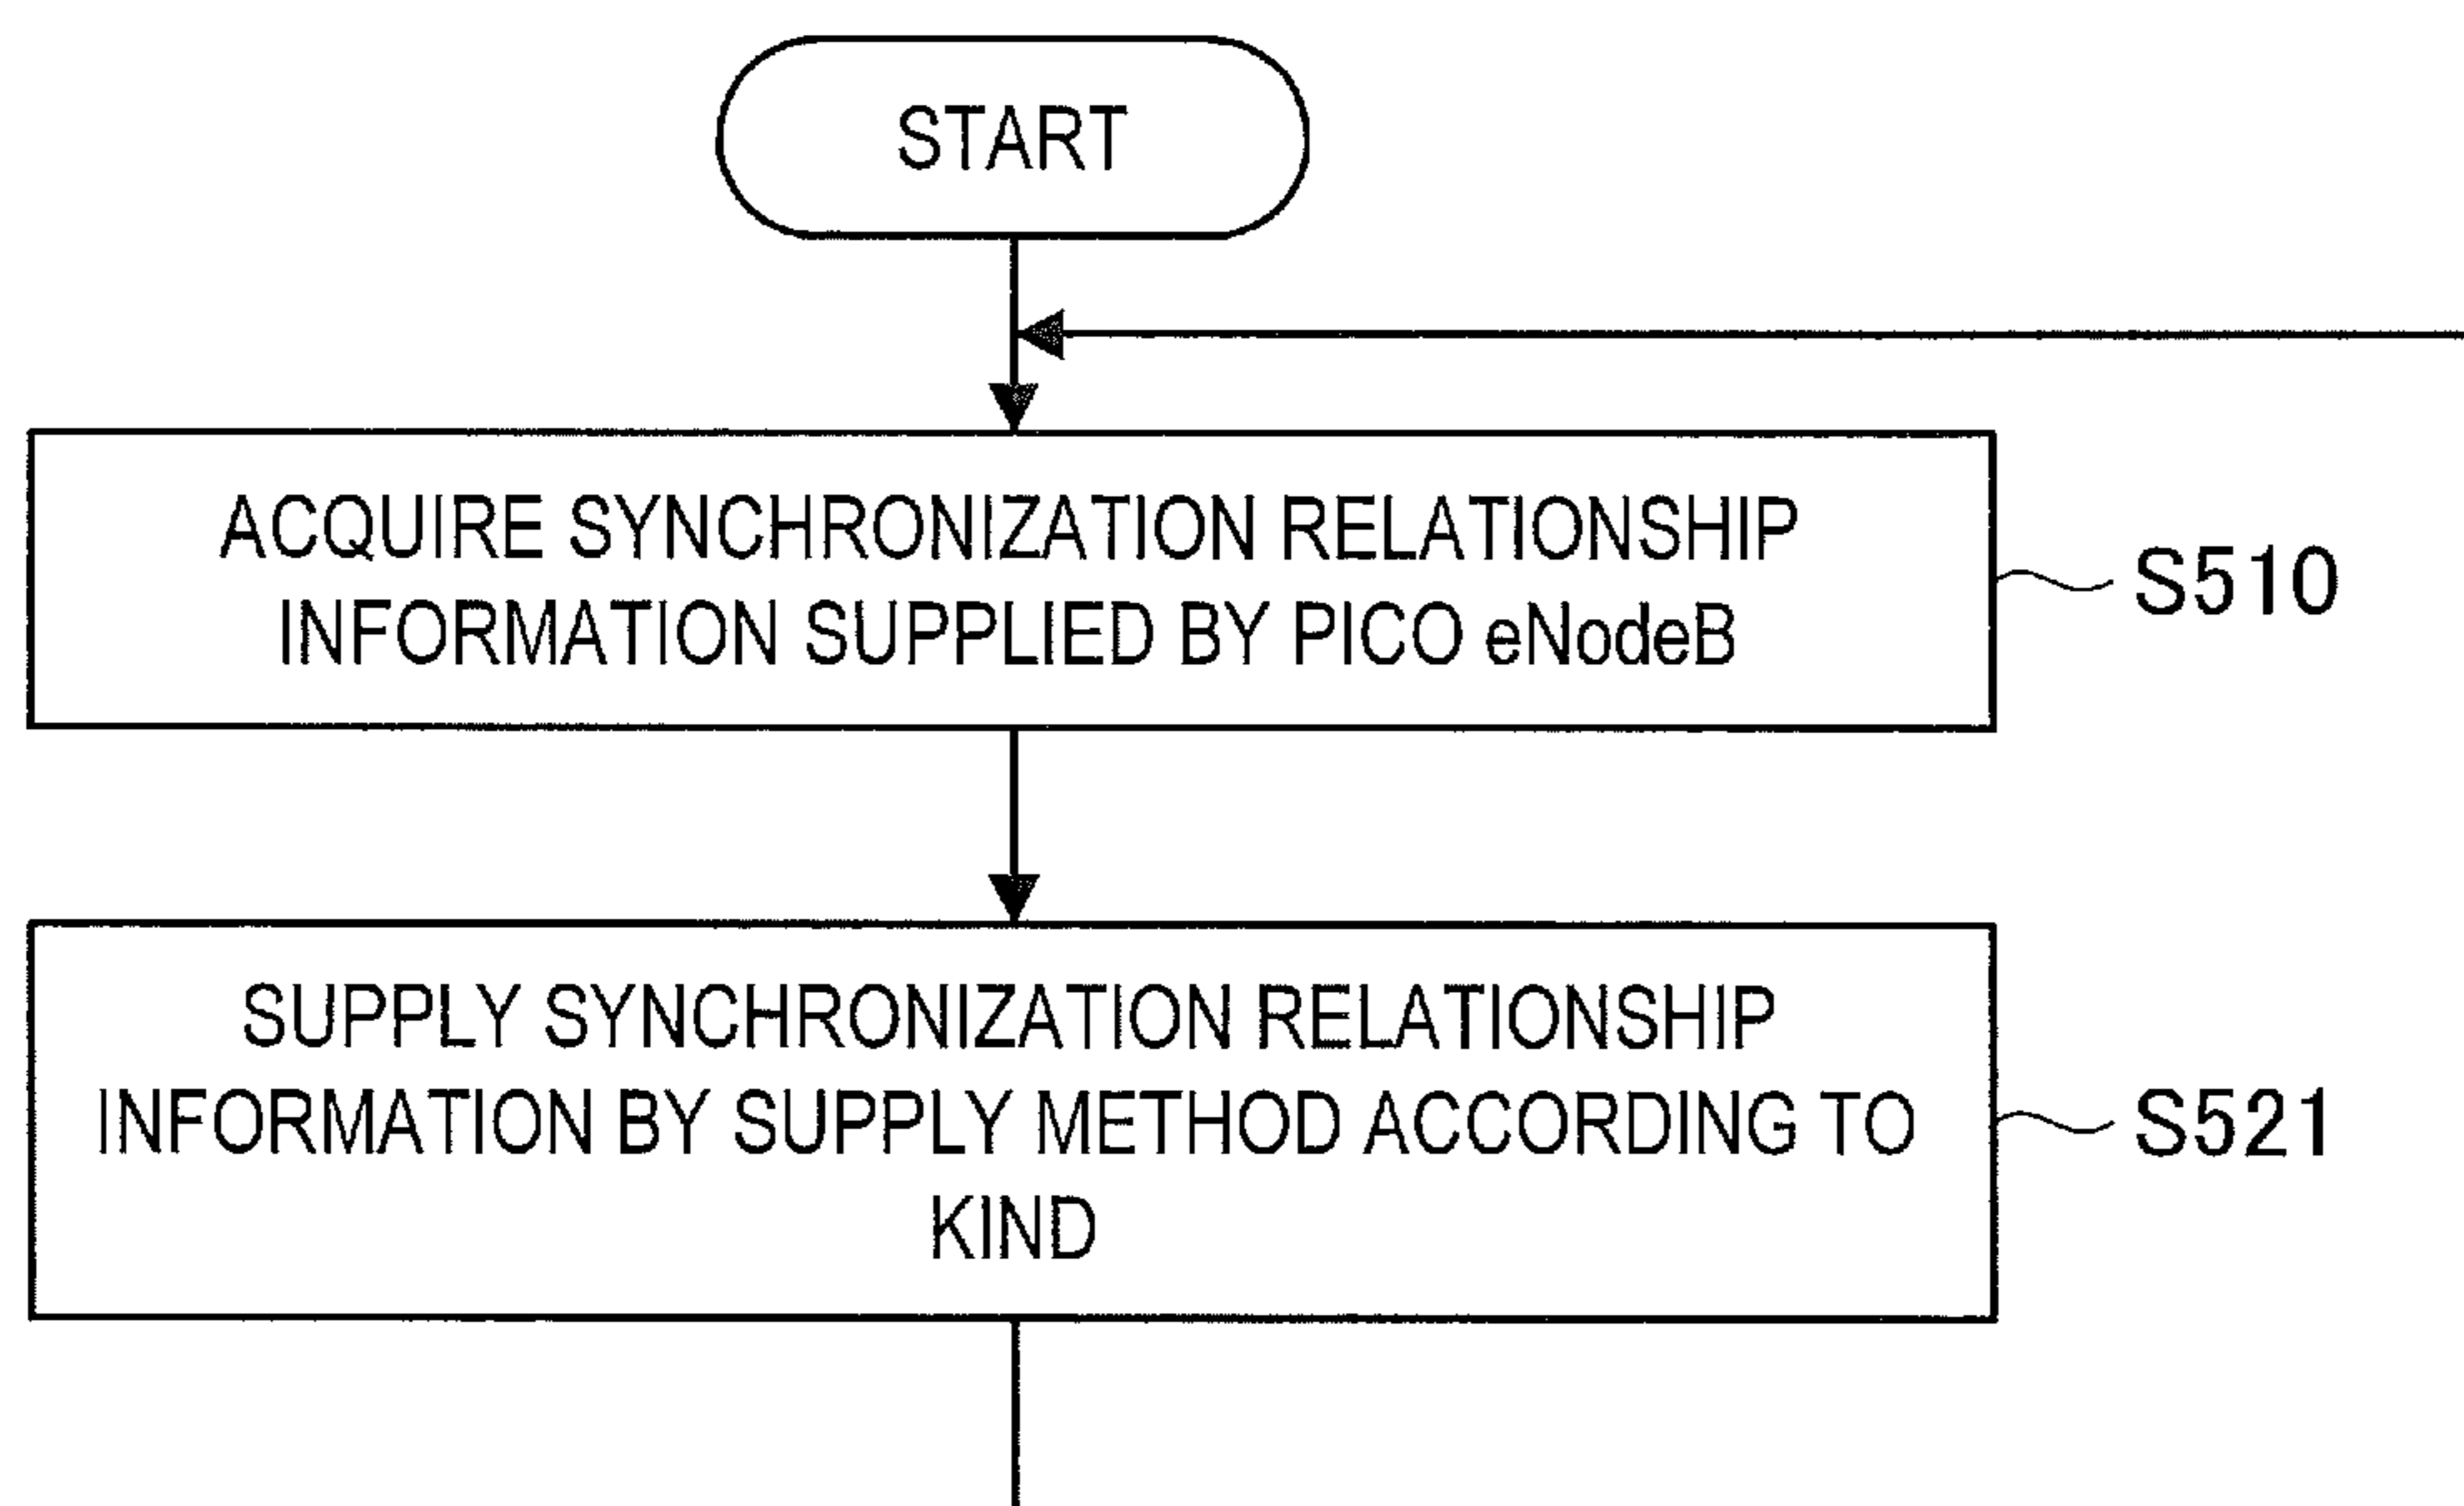 START
ACQUIRE SYNCHRONIZATION RELATIONSHIP
INFORMATION SUPPLIED BY PICO eNodeB
S510
SUPPLY SYNCHRONIZATION RELATIONSHIP
INFORMATION BY SUPPLY METHOD ACCORDING TO
KIND
S521